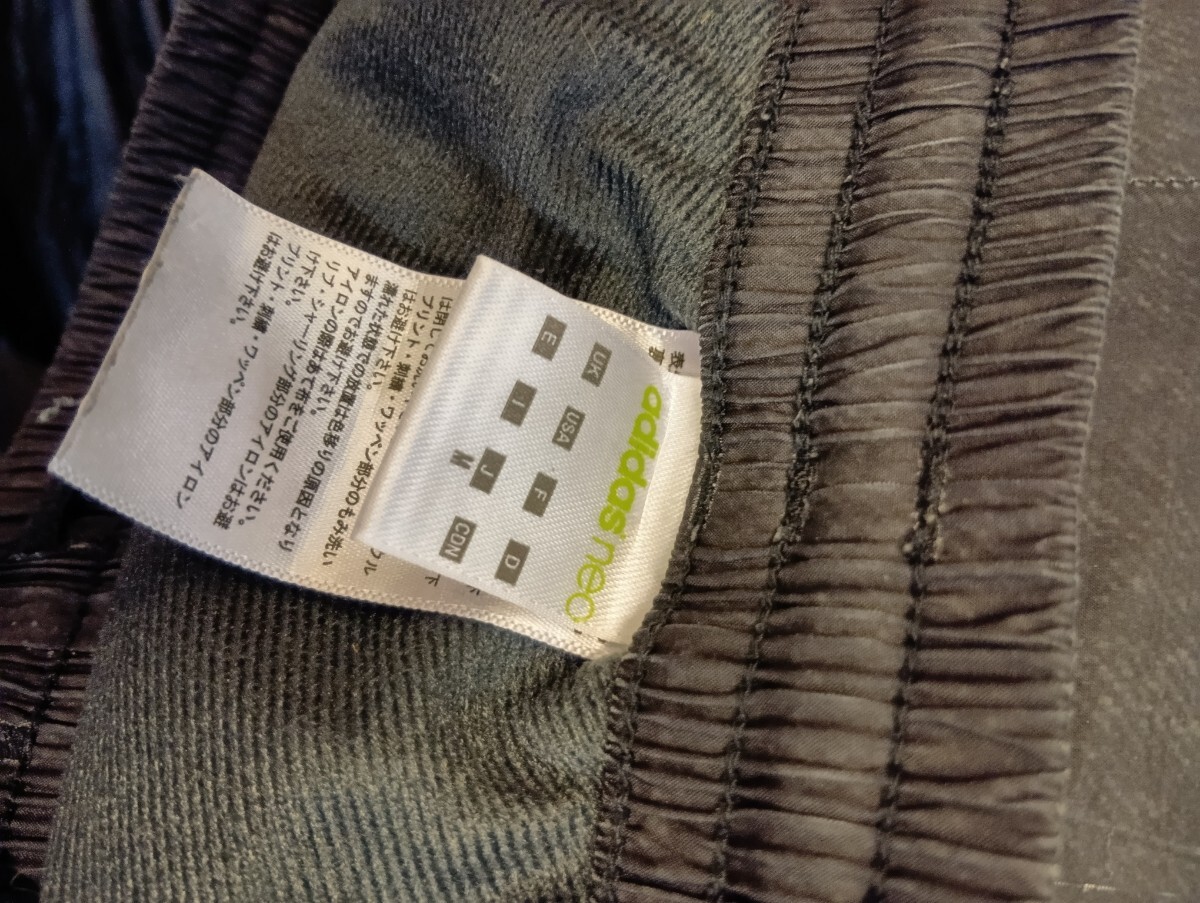 adidas neo
UK USA F D
E J CDN
M
プリント・刺繍・ワッペン部分のもみ洗い
はお避け下さい。
濡れた状態での放置は色移りの原因となり
ますのでお避け下さい。
アイロンの際はあて布をご使用ください。
リブ・シャーリング部分のアイロンはお避
け下さい。
プリント・刺繍・ワッペン部分のアイロン
はお避け下さい。